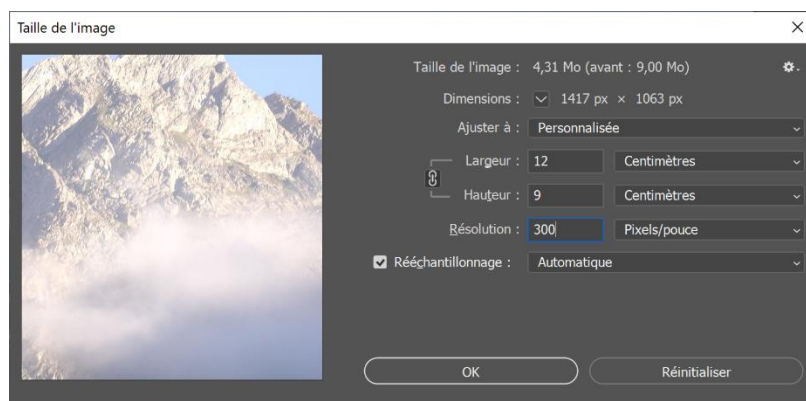 Taille de l'image
Taille de l'image : 4,31 Mo (avant : 9,00 Mo)
Dimensions : 1417 px × 1063 px
Ajuster à : Personnalisée
Largeur : 12 Centimètres
Hauteur : 9 Centimètres
Résolution : 300 Pixels/pouce
Rééchantillonnage : Automatique
OK Réinitialiser